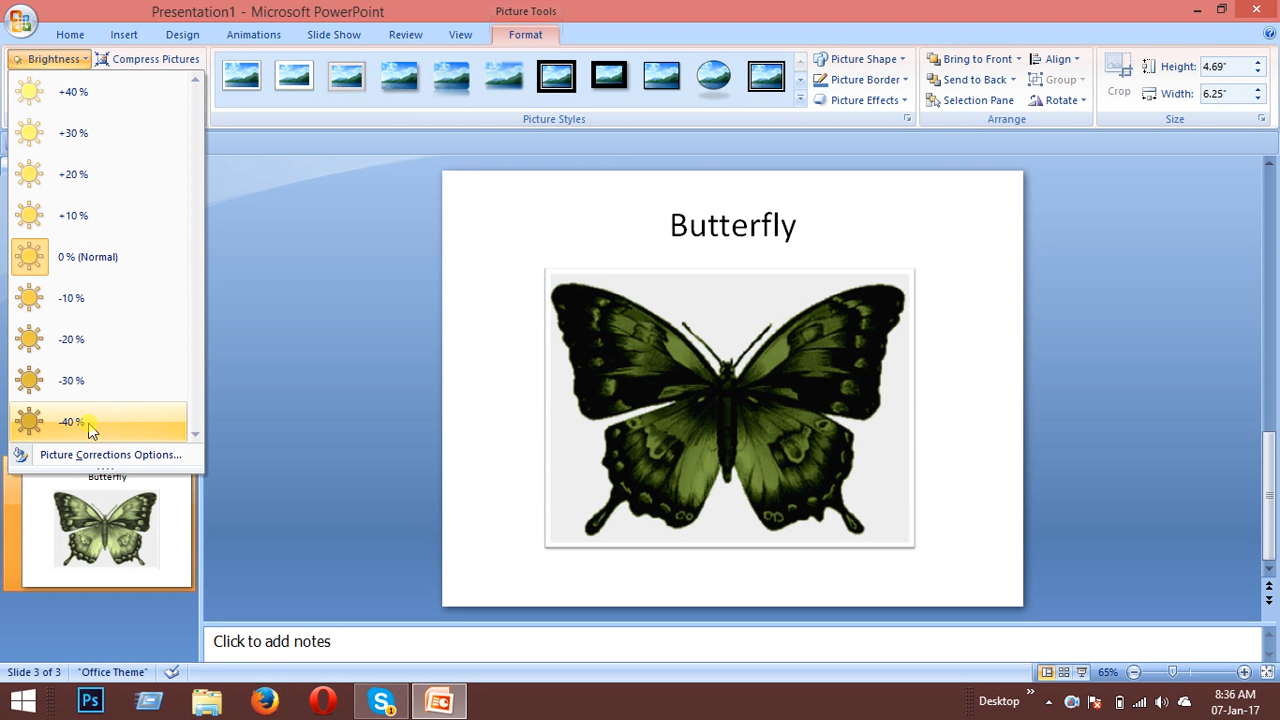 Presentation1 - Microsoft PowerPoint
Picture Tools
Home
Insert
Design
Animations
Slide Show
Review
View
Format
Brightness
Compress Pictures
Picture Shape
Picture Border
Picture Effects
Picture Styles
Bring to Front
Send to Back
Selection Pane
Align
Group
Rotate
Arrange
Crop
Height: 4.69"
Width: 6.25"
Size
+40 %
+30 %
+20 %
+10 %
0 % (Normal)
-10 %
-20 %
-30 %
-40 %
Picture Corrections Options...
Butterfly
Butterfly
Click to add notes
Slide 3 of 3
"Office Theme"
65%
Ps
S
1
Desktop
8:36 AM
07-Jan-17